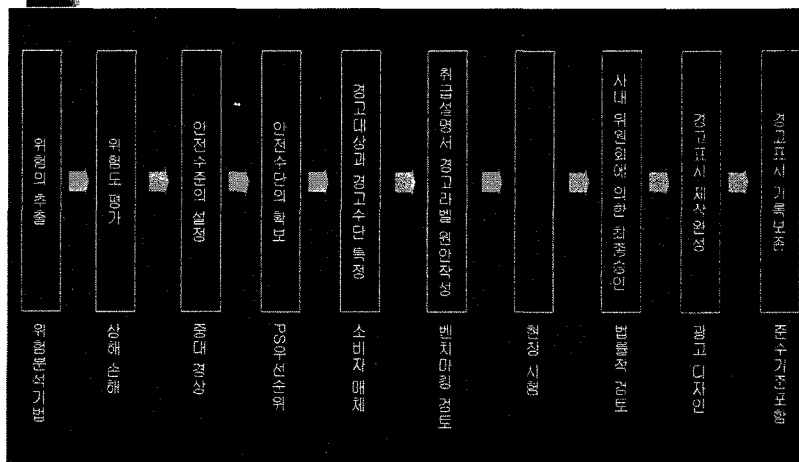 위험의 추출
위험도 평가
안전수준의 설정
안전수단의 확보
경고대상과 경고수단 특정
취급설명서 경고라벨 원안작성
사내 위원회에 의한 최종승인
경고표시 제작완성
경고표시 기록보존
위험분석기법
상해 손해
중대 경상
PS우선순위
소비자 매체
벤치마킹 검토
현장 시험
법률적 검토
광고 디자인
준수기준포함